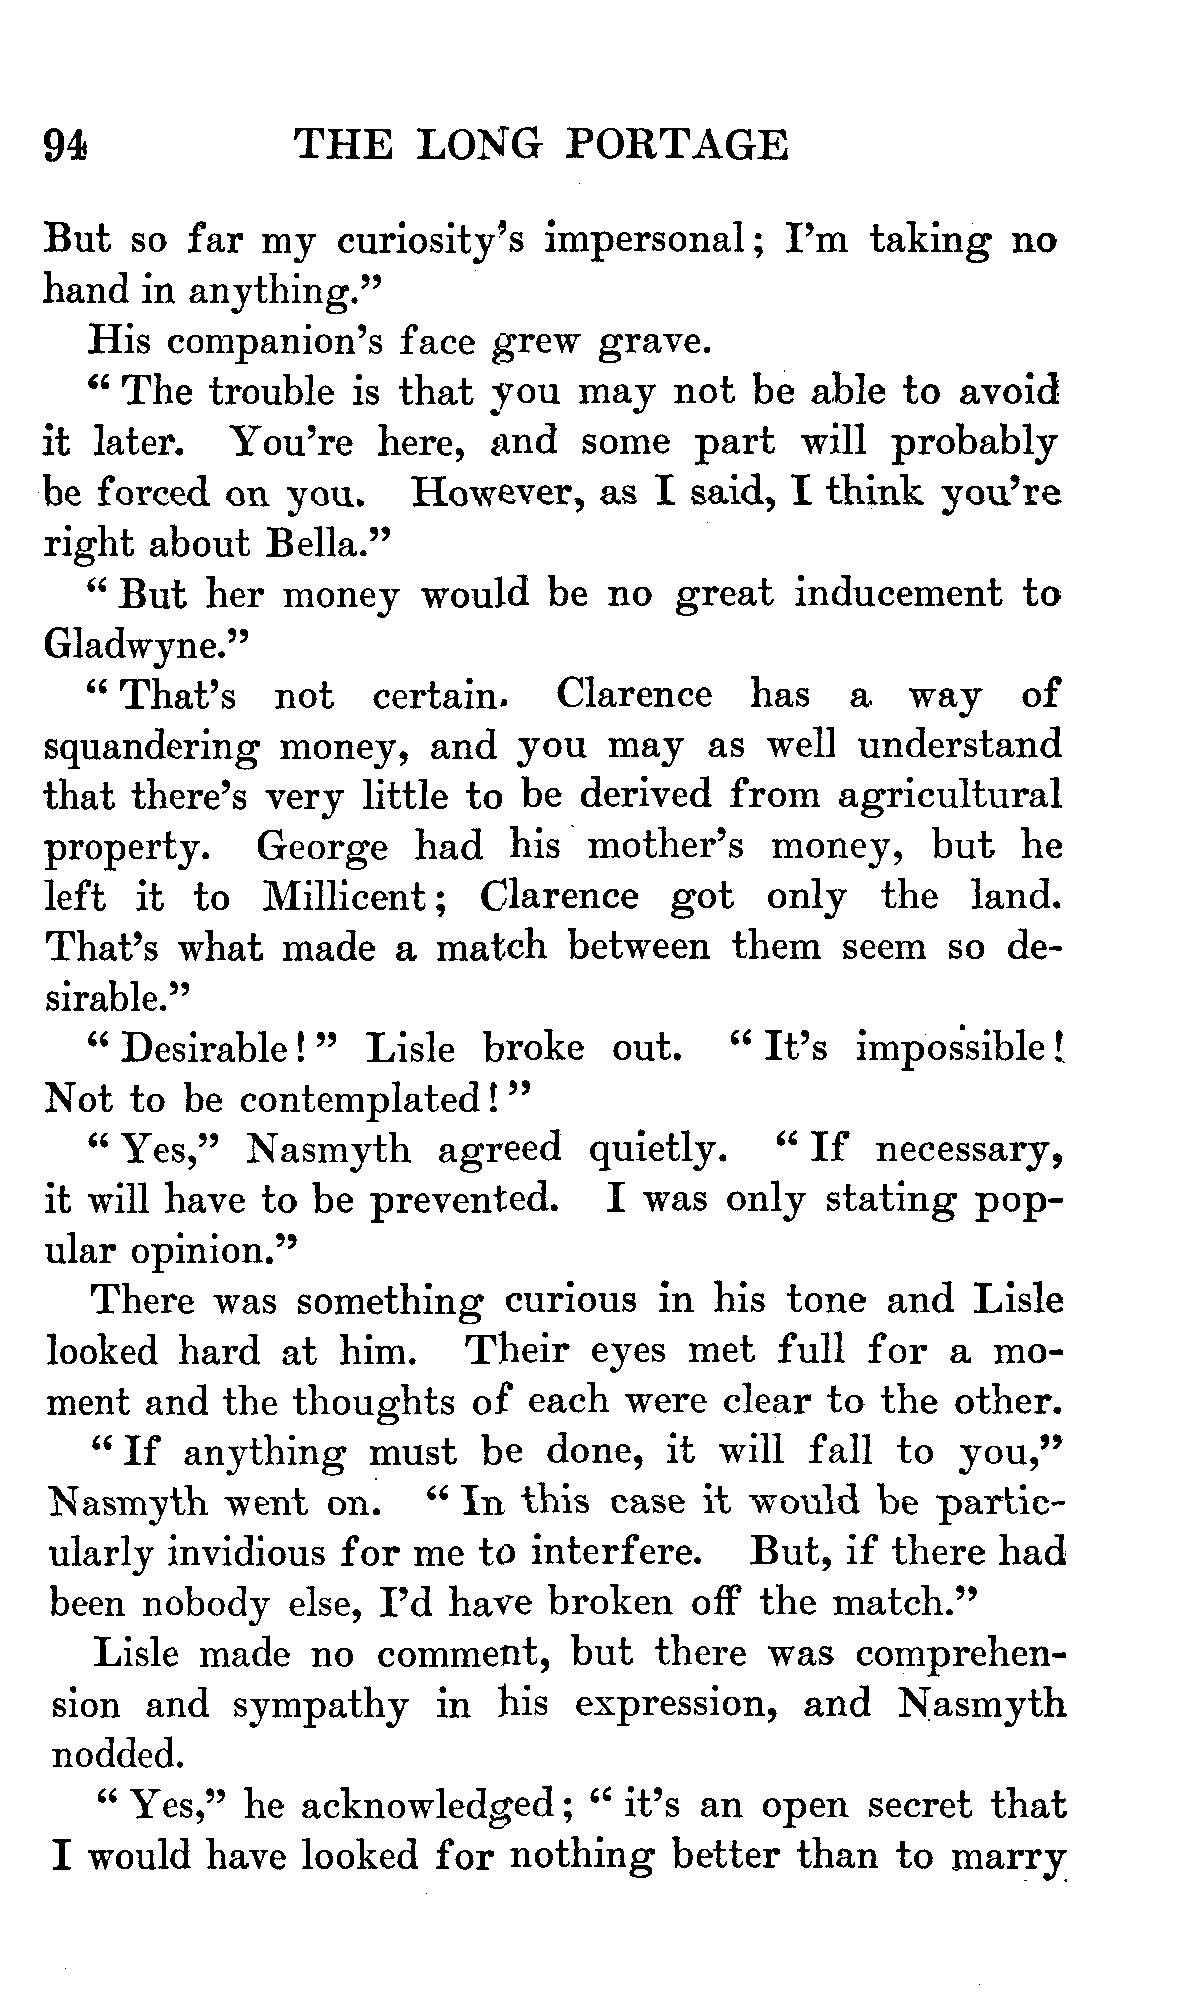 94 THE LONG PORTAGE
But so far my curiosity's impersonal; I'm taking no
hand in anything."
His companion's face grew grave.
"The trouble is that you may not be able to avoid
it later. You're here, and some part will probably
be forced on you. However, as I said, I think you're
right about Bella."
"But her money would be no great inducement to
Gladwyne."
"That's not certain. Clarence has a way of
squandering money, and you may as well understand
that there's very little to be derived from agricultural
property. George had his mother's money, but he
left it to Millicent; Clarence got only the land.
That's what made a match between them seem so de-
sirable."
"Desirable!" Lisle broke out. "It's impossible!
Not to be contemplated!"
"Yes," Nasmyth agreed quietly. "If necessary,
it will have to be prevented. I was only stating pop-
ular opinion."
There was something curious in his tone and Lisle
looked hard at him. Their eyes met full for a mo-
ment and the thoughts of each were clear to the other.
"If anything must be done, it will fall to you,"
Nasmyth went on. "In this case it would be partic-
ularly invidious for me to interfere. But, if there had
been nobody else, I'd have broken off the match."
Lisle made no comment, but there was comprehen-
sion and sympathy in his expression, and Nasmyth
nodded.
"Yes," he acknowledged; "it's an open secret that
I would have looked for nothing better than to marry